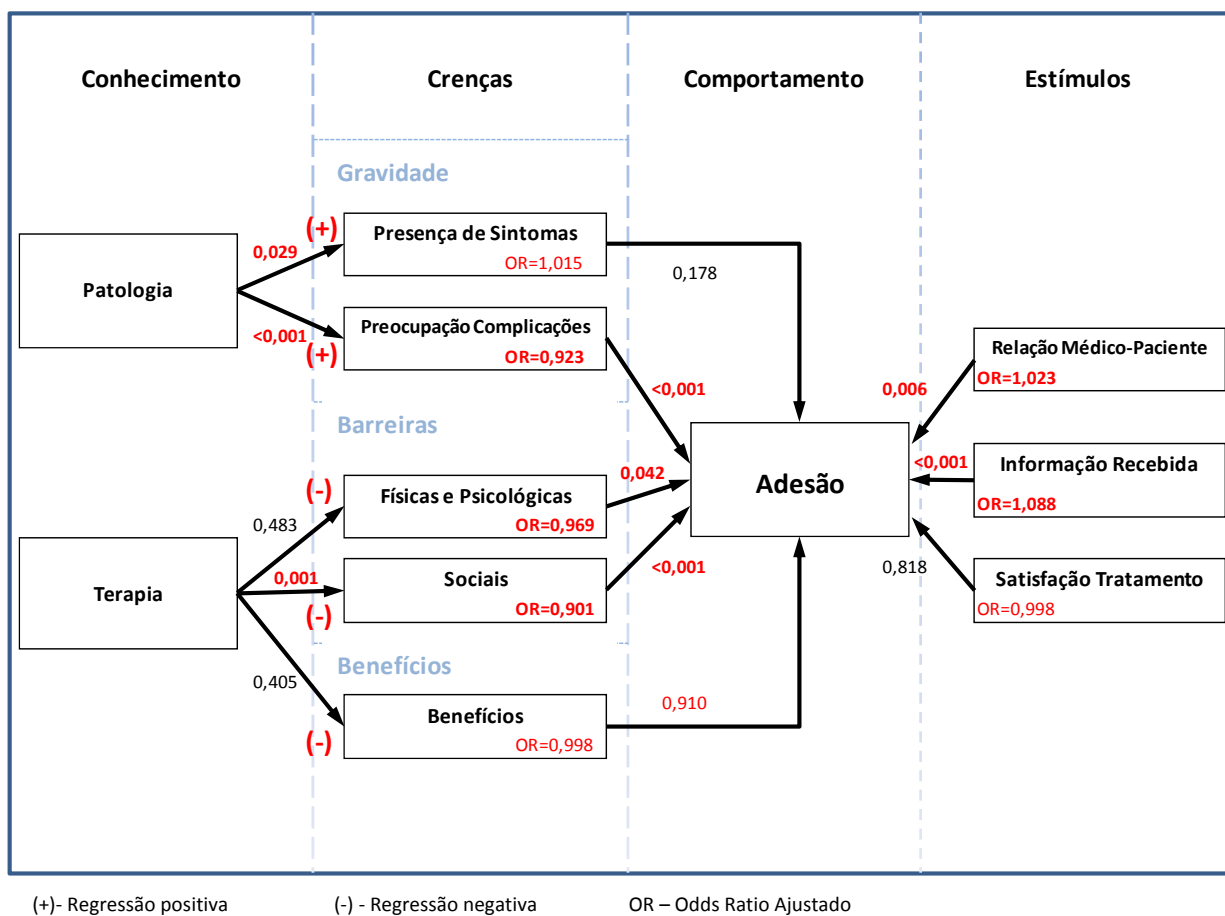 Conhecimento
Crenças
Comportamento
Estímulos
Gravidade
(+)
Presença de Sintomas
OR=1,015
0,029
0,178
Patologia
<0,001
(+)
Preocupação Complicações
OR=0,923
<0,001
Relação Médico-Paciente
OR=1,023
0,006
Barreiras
(-)
Físicas e Psicológicas
OR=0,969
0,042
Adesão
<0,001
Informação Recebida
OR=1,088
0,483
Terapia
0,001
(-)
Sociais
OR=0,901
<0,001
0,818
Satisfação Tratamento
OR=0,998
Benefícios
0,405
(-)
Benefícios
OR=0,998
0,910
(+)- Regressão positiva
(-) - Regressão negativa
OR – Odds Ratio Ajustado